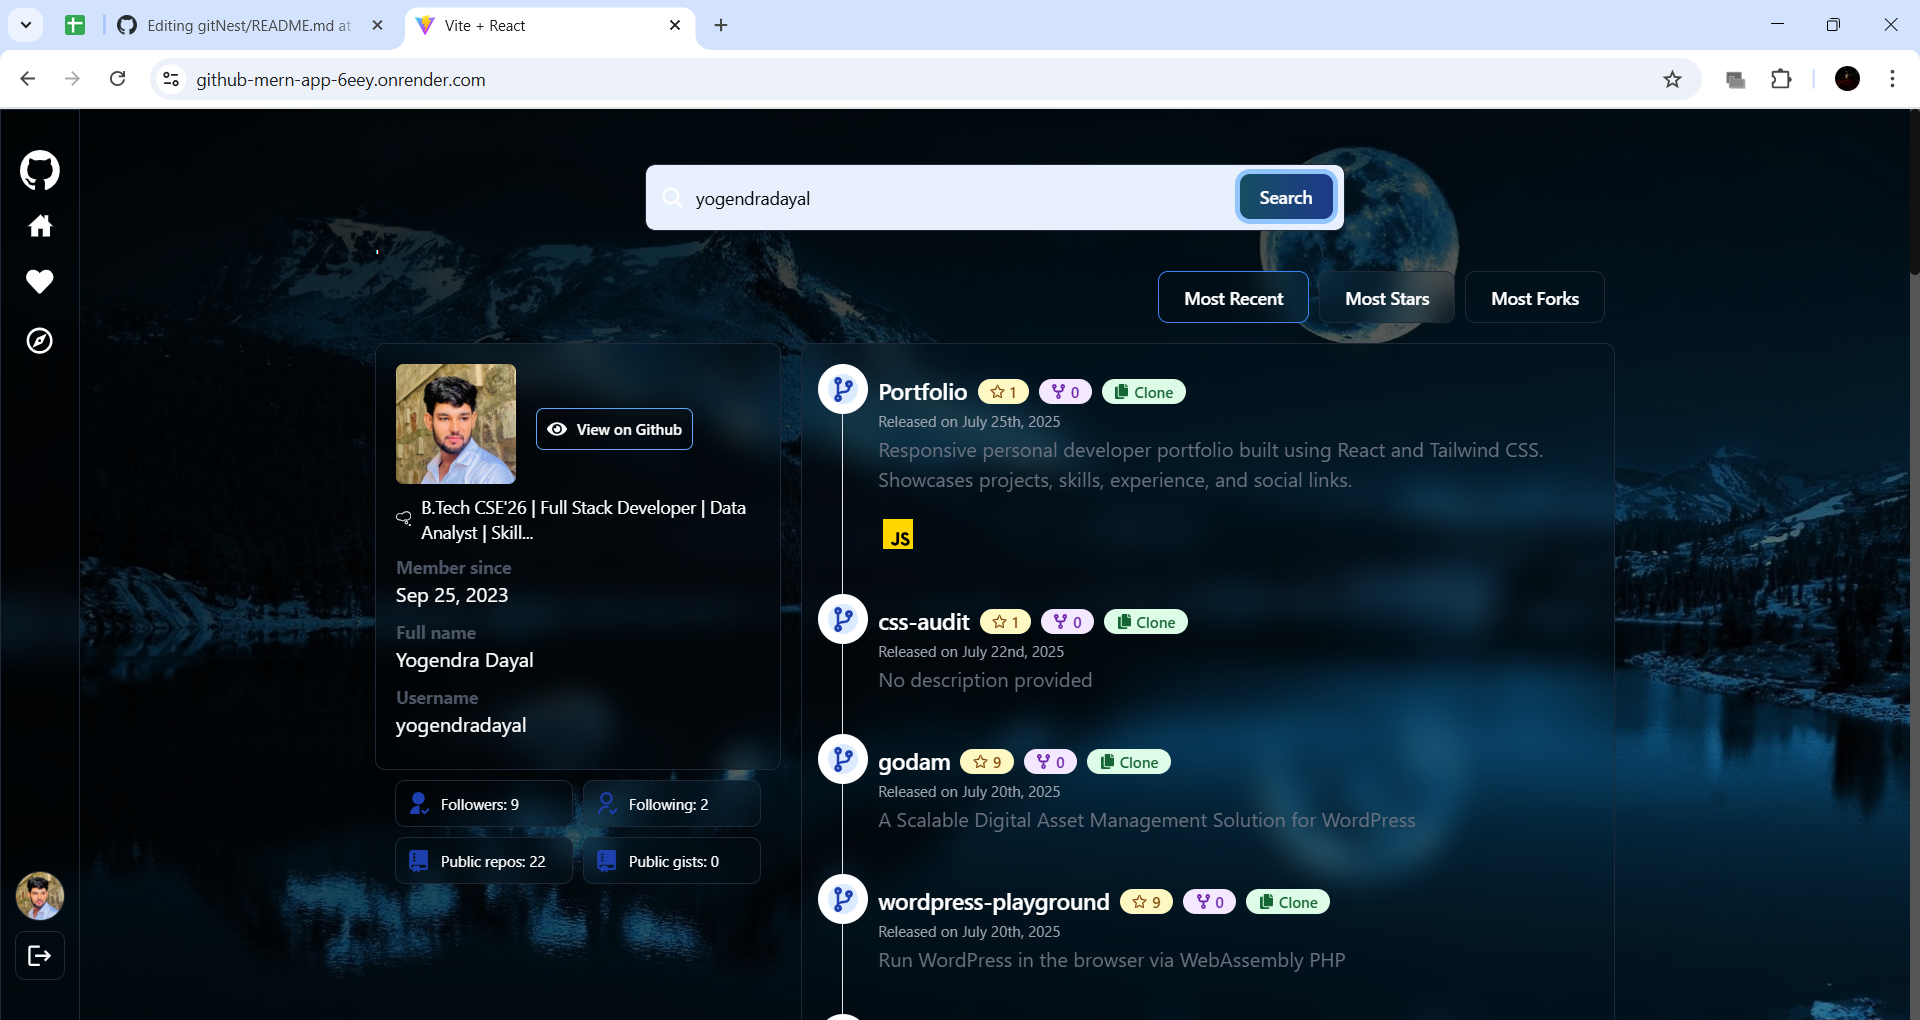 Editing gitNest/README.md at
Vite + React
github-mern-app-6eey.onrender.com
yogendradayal
Search
Most Recent
Most Stars
Most Forks
View on Github
B.Tech CSE'26 | Full Stack Developer | Data
Analyst | Skill...
Member since
Sep 25, 2023
Full name
Yogendra Dayal
Username
yogendradayal
Followers: 9
Following: 2
Public repos: 22
Public gists: 0
Portfolio 1 0 Clone
Released on July 25th, 2025
Responsive personal developer portfolio built using React and Tailwind CSS.
Showcases projects, skills, experience, and social links.
JS
css-audit 1 0 Clone
Released on July 22nd, 2025
No description provided
godam 9 0 Clone
Released on July 20th, 2025
A Scalable Digital Asset Management Solution for WordPress
wordpress-playground 9 0 Clone
Released on July 20th, 2025
Run WordPress in the browser via WebAssembly PHP